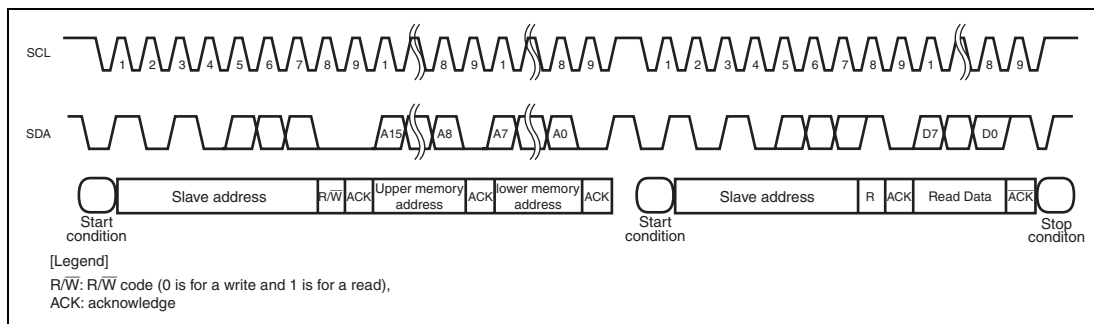 SCL
1 2 3 4 5 6 7 8 9 1 8 9 1 8 9 1 2 3 4 5 6 7 8 9 1 8 9
SDA
A15 A8 A7 A0 D7 D0
Slave address R/W̅ ACK Upper memory address ACK lower memory address ACK Slave address R ACK Read Data A̅C̅K̅
Start condition Start condition Stop conditon
[Legend]
R/W̅: R/W̅ code (0 is for a write and 1 is for a read),
ACK: acknowledge